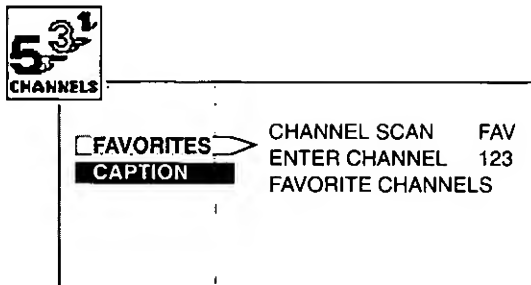 5 3 1
CHANNELS
FAVORITES
CAPTION
CHANNEL SCAN FAV
ENTER CHANNEL 123
FAVORITE CHANNELS